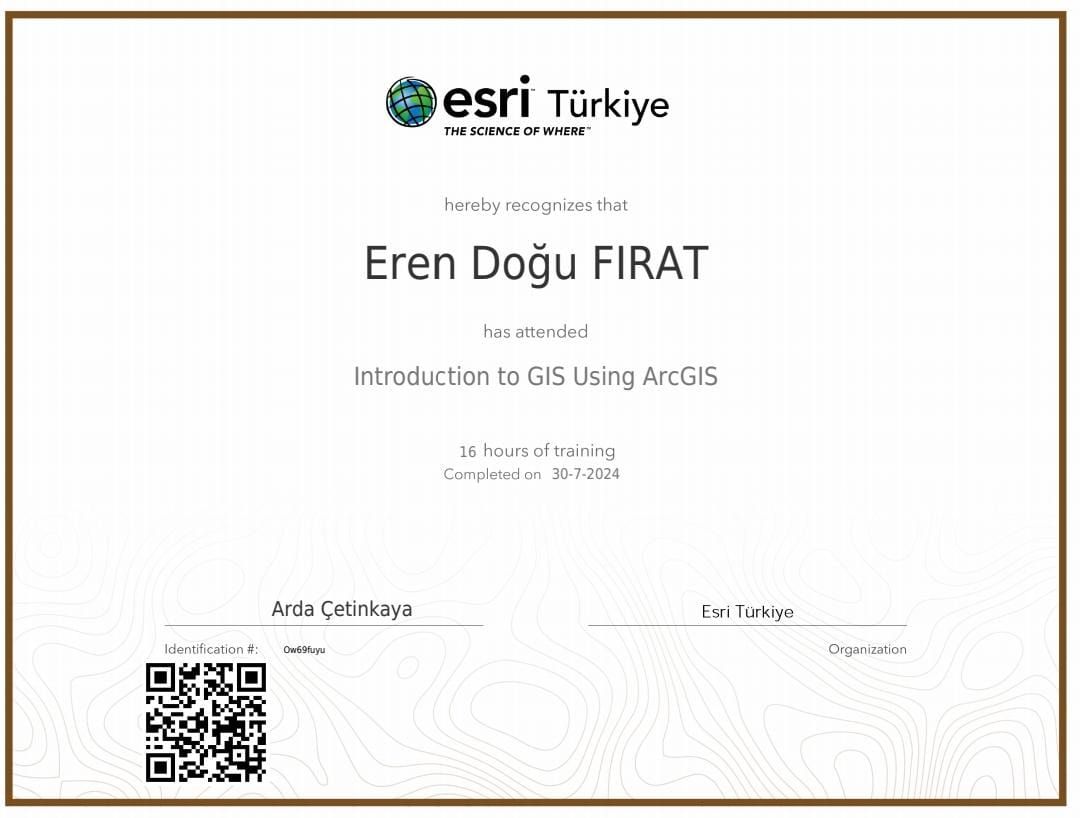 esri™ Türkiye
THE SCIENCE OF WHERE™
hereby recognizes that
Eren Doğu FIRAT
has attended
Introduction to GIS Using ArcGIS
16 hours of training
Completed on 30-7-2024
Arda Çetinkaya
Esri Türkiye
Identification #: Ow69fuyu
Organization